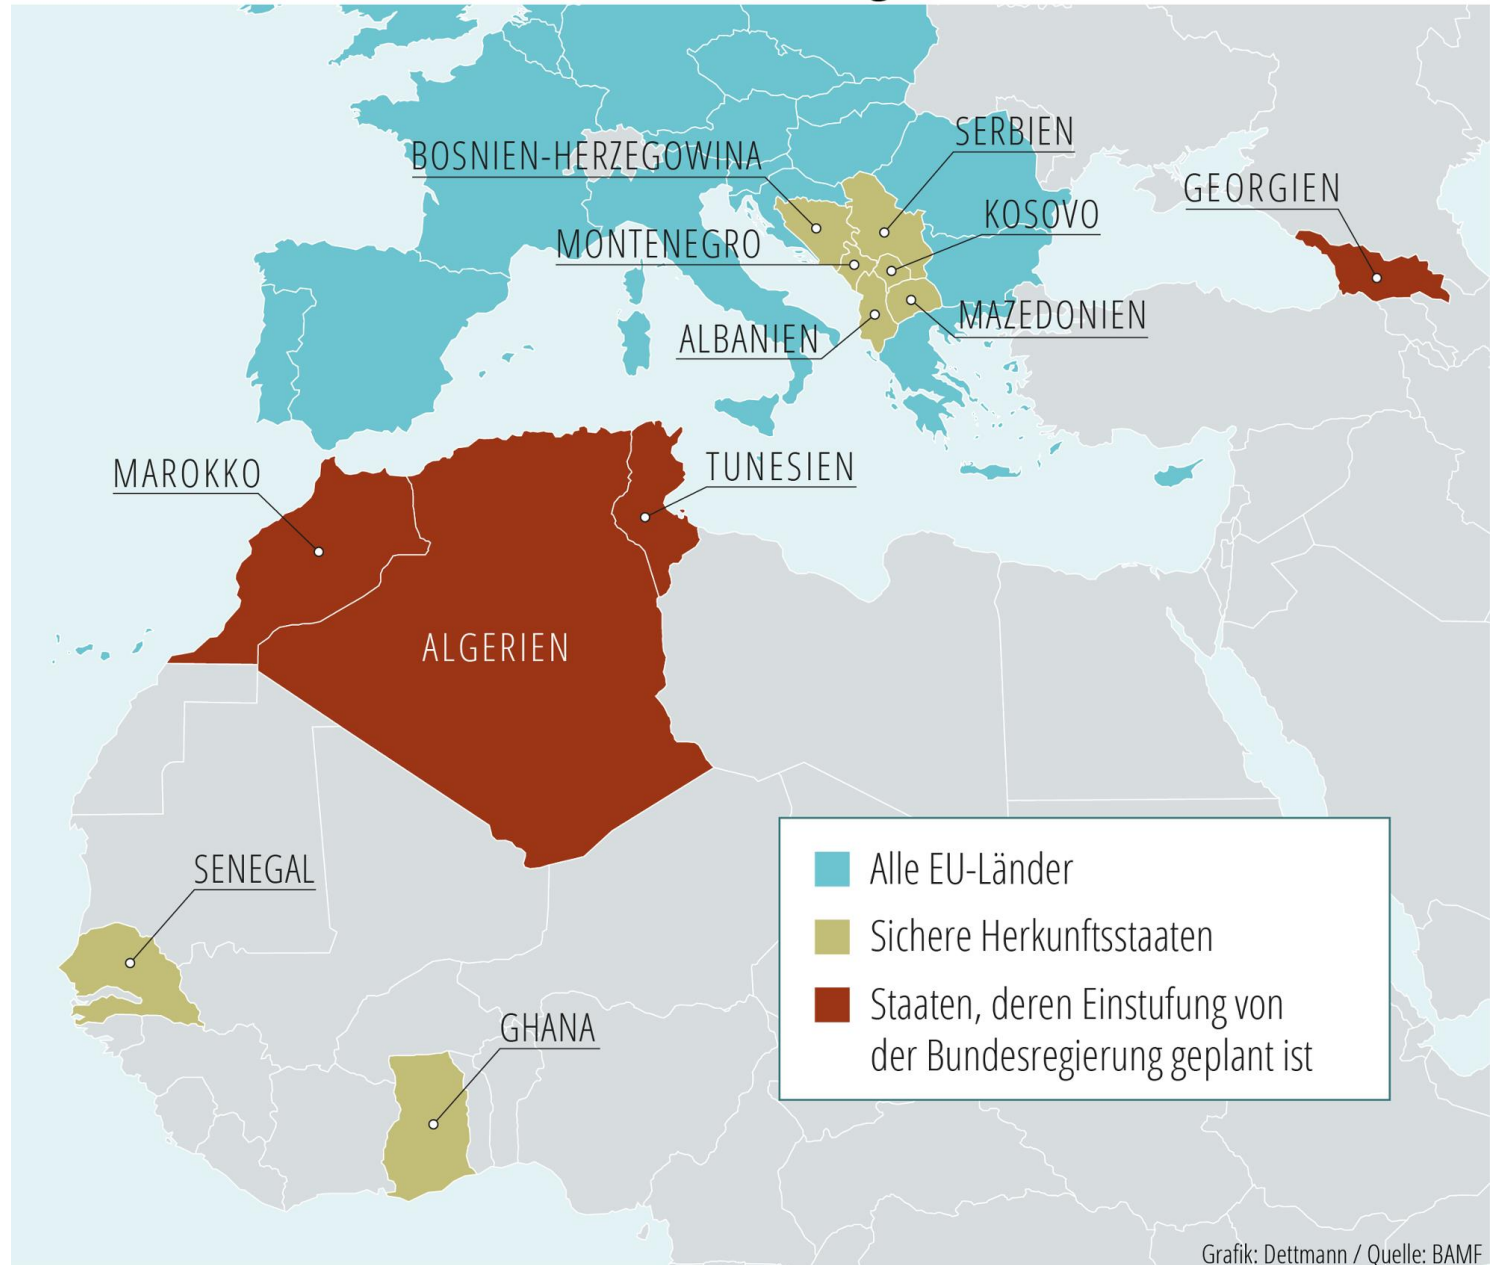 SERBIEN
BOSNIEN-HERZEGOWINA
GEORGIEN
KOSOVO
MONTENEGRO
MAZEDONIEN
ALBANIEN
MAROKKO
TUNESIEN
ALGERIEN
SENEGAL
GHANA
Alle EU-Länder
Sichere Herkunftsstaaten
Staaten, deren Einstufung von
der Bundesregierung geplant ist
Grafik: Dettmann / Quelle: BAMF